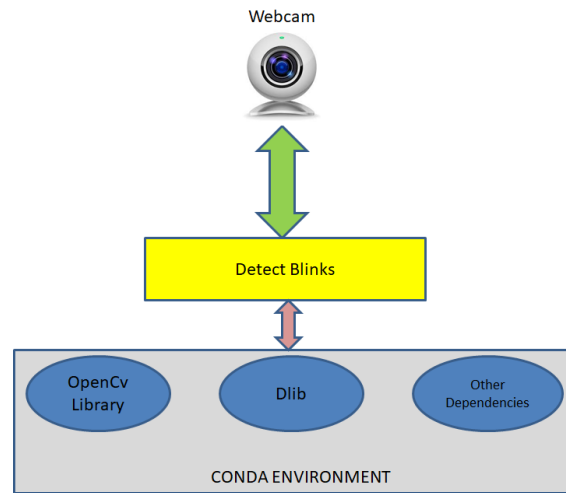 Webcam
Detect Blinks
OpenCv
Library
Dlib
Other
Dependencies
CONDA ENVIRONMENT